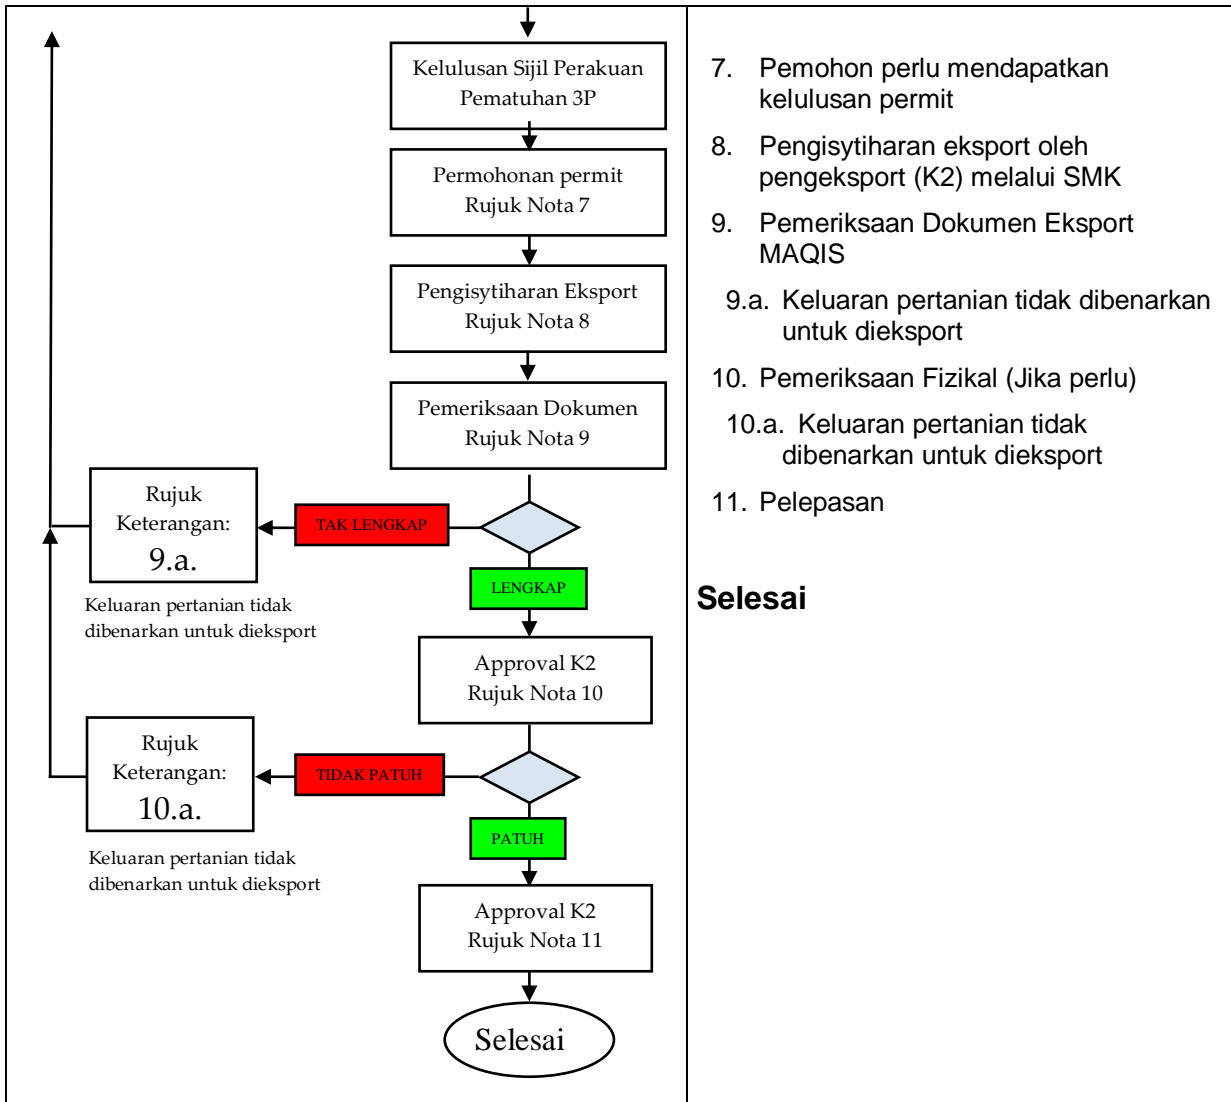 Kelulusan Sijil Perakuan
Pematuhan 3P
Permohonan permit
Rujuk Nota 7
Pengisytiharan Eksport
Rujuk Nota 8
Pemeriksaan Dokumen
Rujuk Nota 9
Rujuk
Keterangan:
9.a.
TAK LENGKAP
Keluaran pertanian tidak
dibenarkan untuk dieksport
LENGKAP
Approval K2
Rujuk Nota 10
Rujuk
Keterangan:
10.a.
TIDAK PATUH
Keluaran pertanian tidak
dibenarkan untuk dieksport
PATUH
Approval K2
Rujuk Nota 11
Selesai
7. Pemohon perlu mendapatkan
kelulusan permit
8. Pengisytiharan eksport oleh
pengeksport (K2) melalui SMK
9. Pemeriksaan Dokumen Eksport
MAQIS
9.a. Keluaran pertanian tidak dibenarkan
untuk dieksport
10. Pemeriksaan Fizikal (Jika perlu)
10.a. Keluaran pertanian tidak
dibenarkan untuk dieksport
11. Pelepasan
Selesai